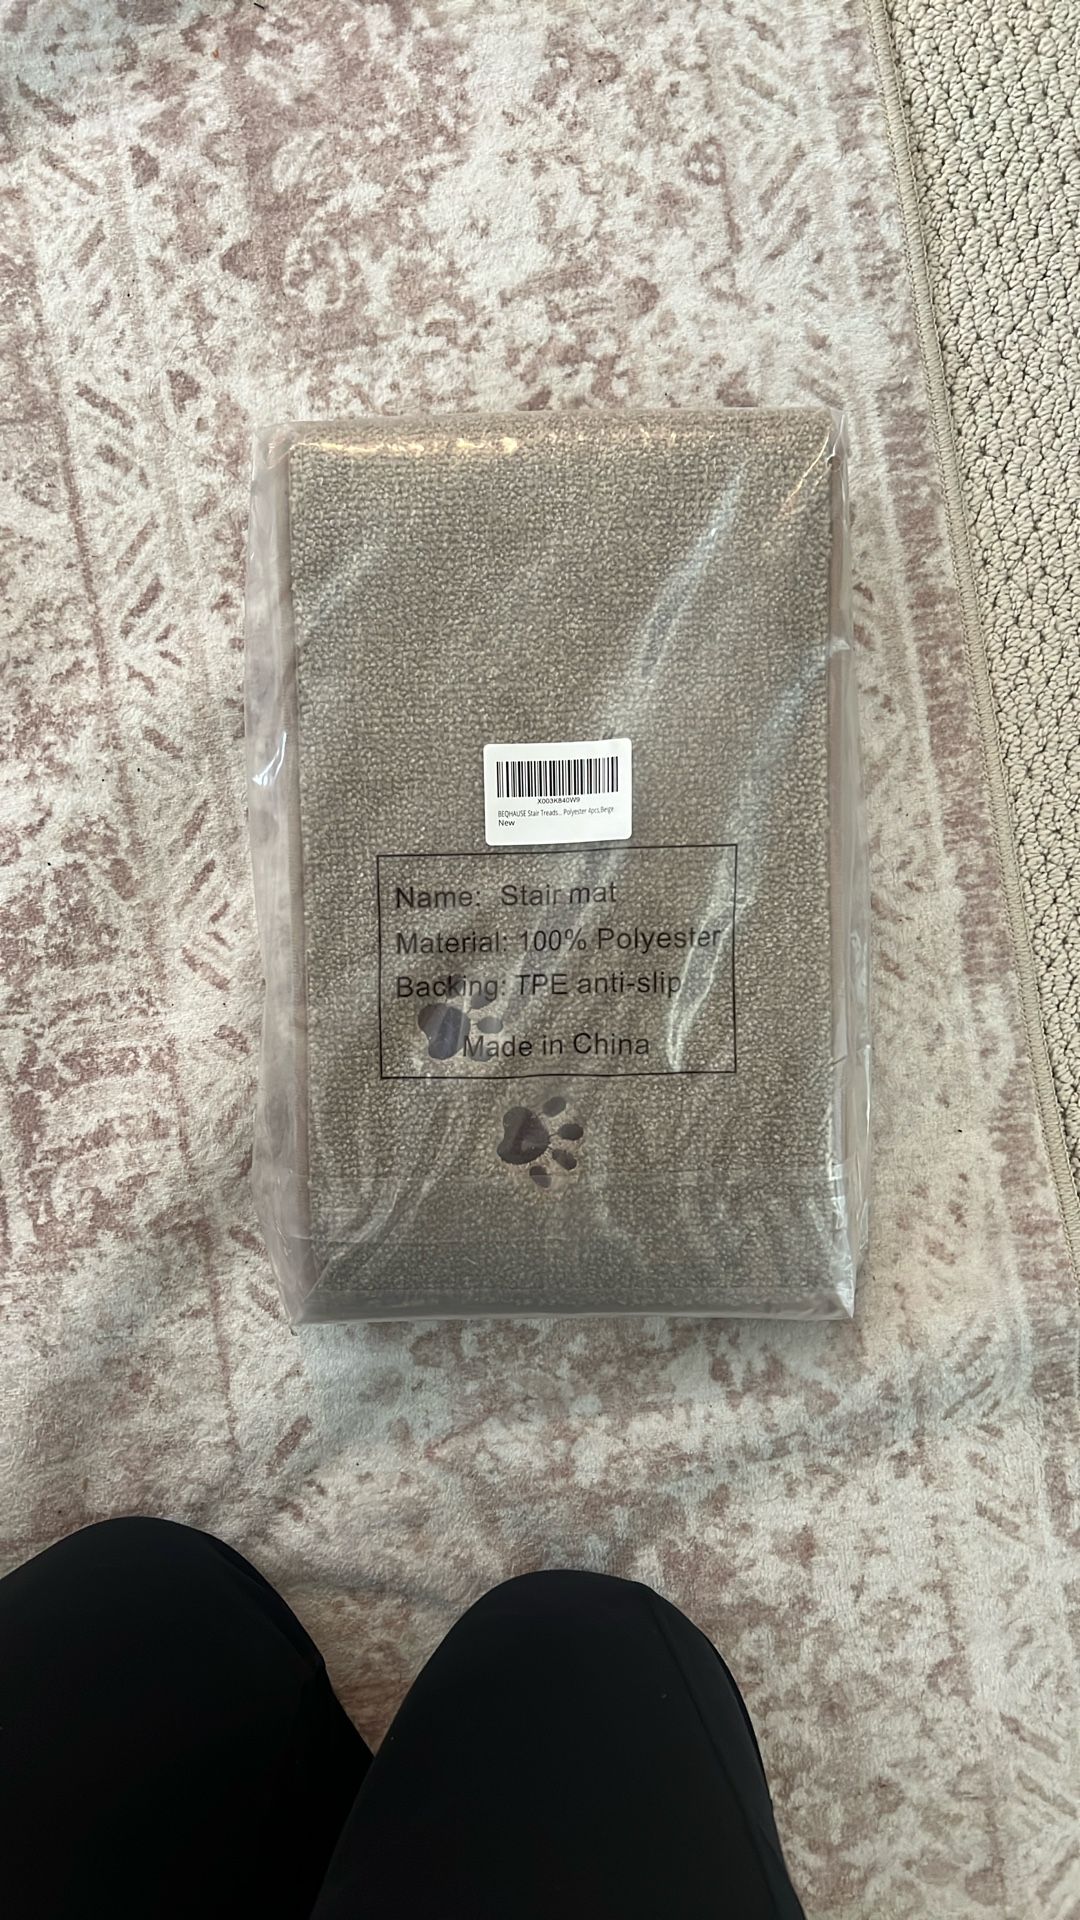 X003K840W9
BEQHAUSE Stair Treads... Polyester 4pcs,Beige
New
Name: Stair mat
Material: 100% Polyester
Backing: TPE anti-slip
Made in China